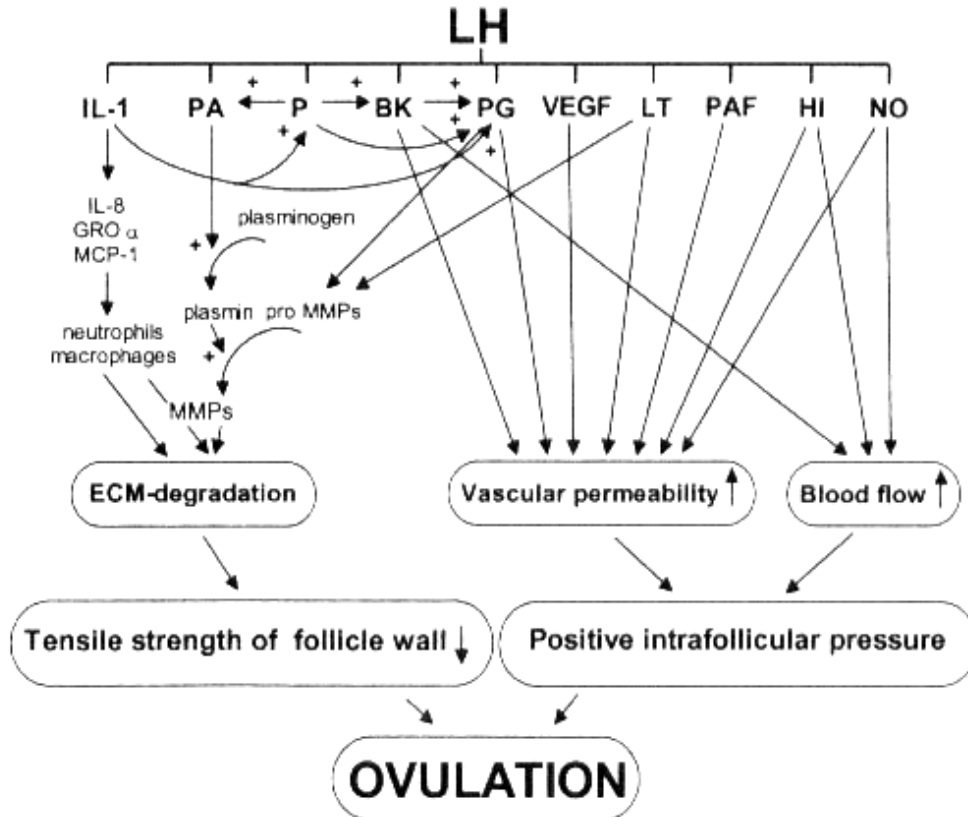 LH
IL-1 PA P BK PG VEGF LT PAF HI NO
+ + +
+ + +
+
IL-8
GRO α
MCP-1
plasminogen
+
plasmin pro MMPs
neutrophils
macrophages
+
MMPs
ECM-degradation
Vascular permeability ↑
Blood flow ↑
Tensile strength of follicle wall ↓
Positive intrafollicular pressure
OVULATION